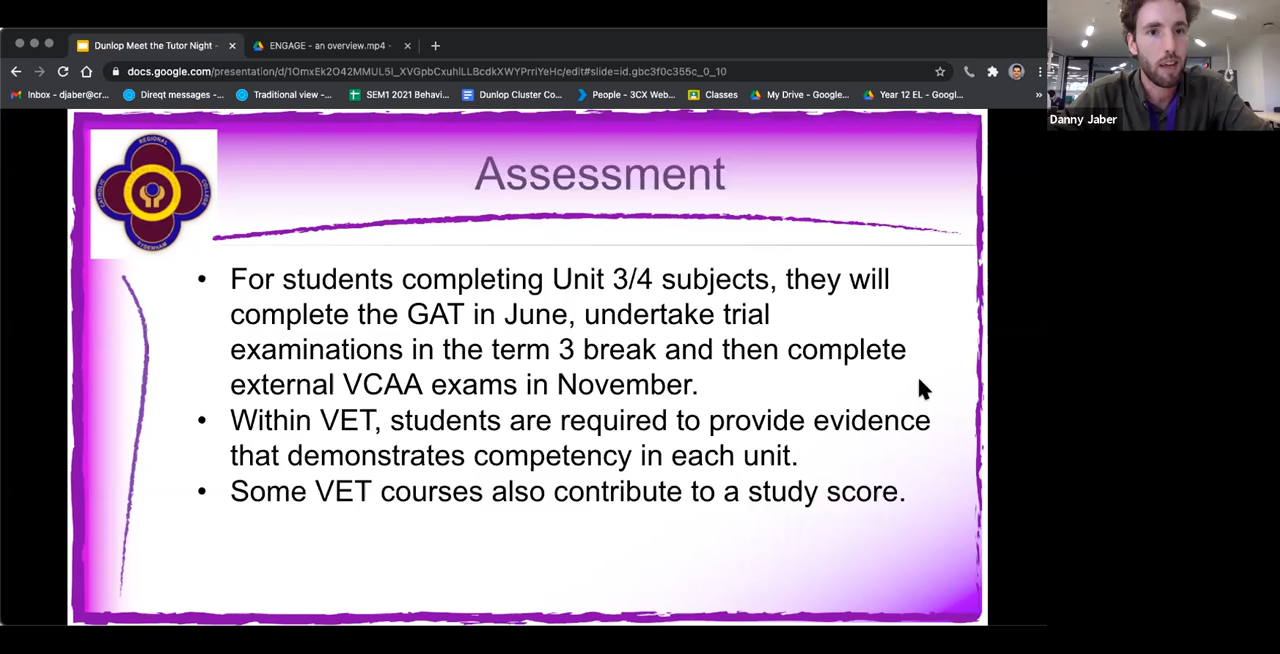 Dunlop Meet the Tutor Night -
ENGAGE - an overview.mp4 -
docs.google.com/presentation/d/1OmxEk2O42MMUL5I_XVGpbCxuhlLLBcdkXWYPrriYeHc/edit#slide=id.gbc3f0c355c_0_10
Inbox - djaber@cr...
Direqt messages -...
Traditional view -...
SEM1 2021 Behavi...
Dunlop Cluster Co...
People - 3CX Web...
Classes
My Drive - Google...
Year 12 EL - Googl...
»
Danny Jaber
REGIONAL
COLLEGE
SYDENHAM
CATHOLIC
Assessment
• For students completing Unit 3/4 subjects, they will
complete the GAT in June, undertake trial
examinations in the term 3 break and then complete
external VCAA exams in November.
• Within VET, students are required to provide evidence
that demonstrates competency in each unit.
• Some VET courses also contribute to a study score.